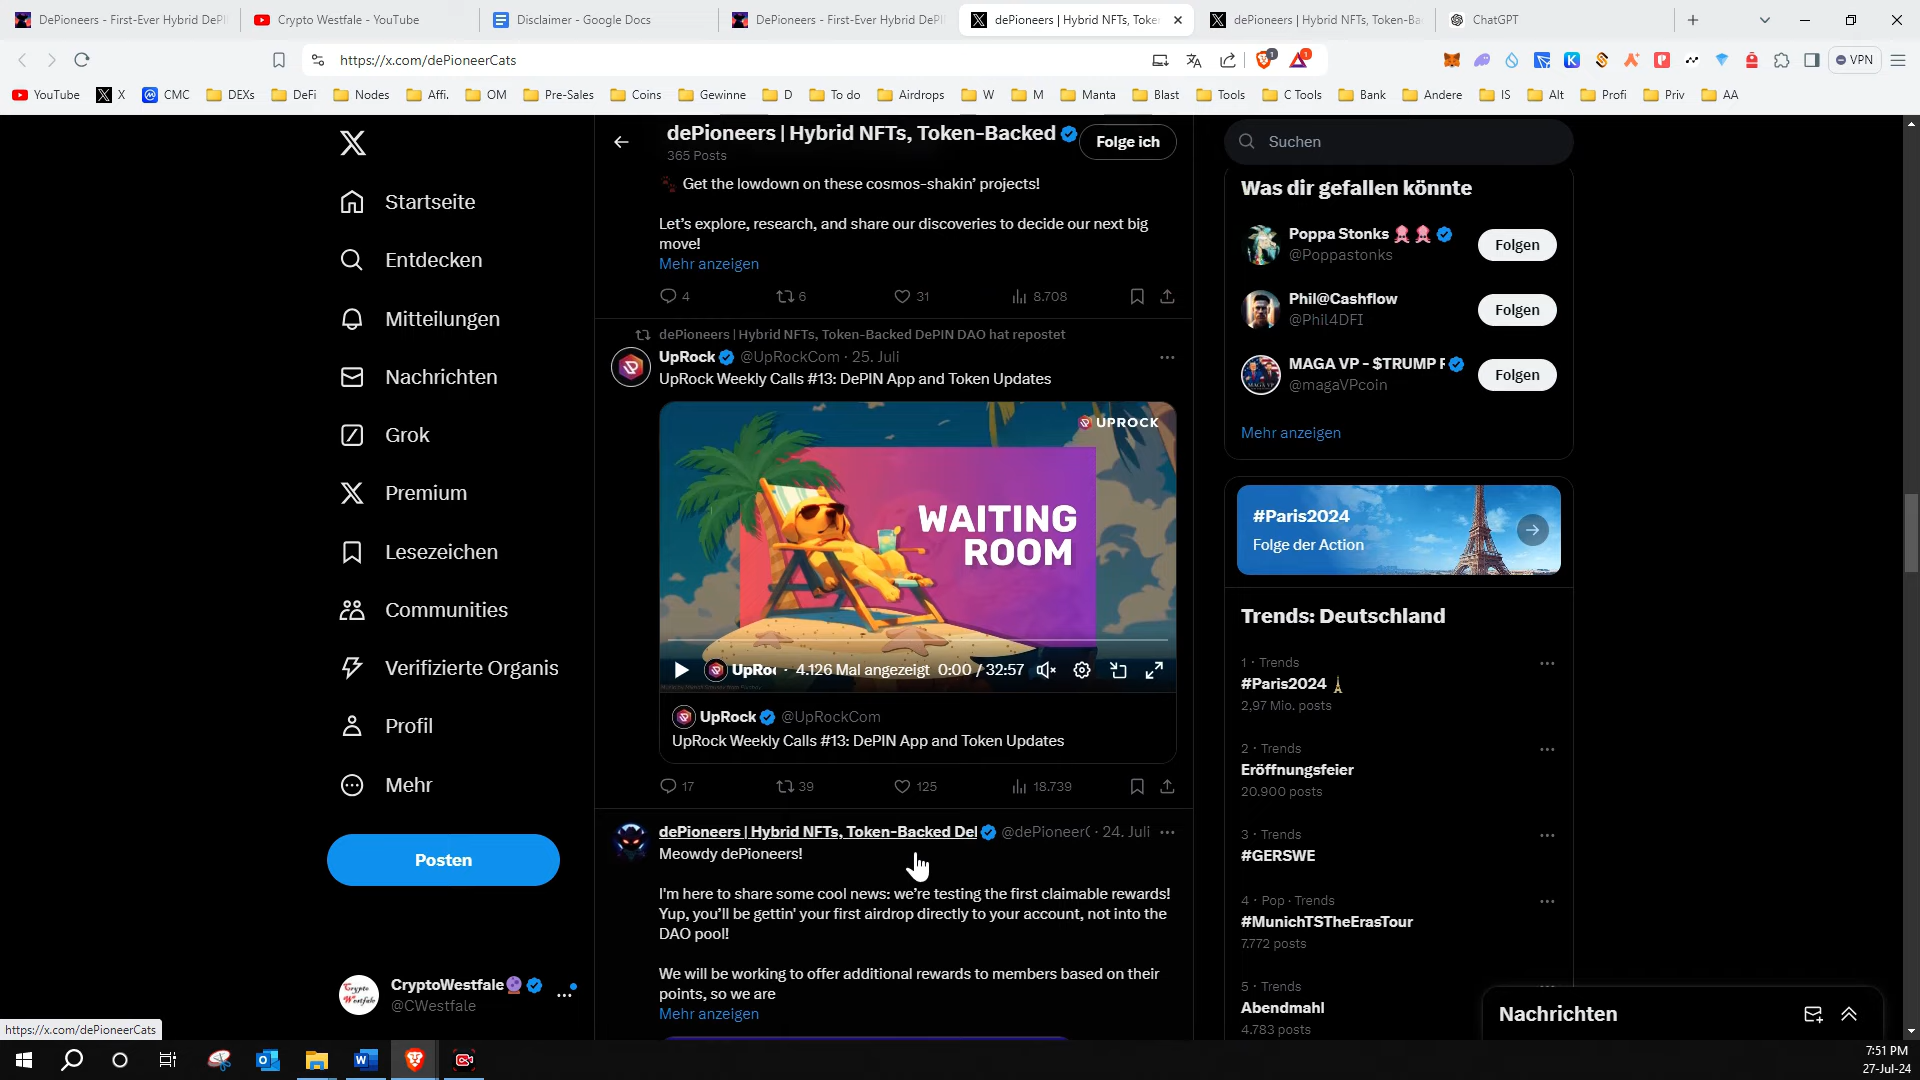 DePioneers - First-Ever Hybrid DePI
Crypto Westfale - YouTube
Disclaimer - Google Docs
DePioneers - First-Ever Hybrid DePI
dePioneers | Hybrid NFTs, Toke
dePioneers | Hybrid NFTs, Token-Ba
ChatGPT
https://x.com/dePioneerCats
1
1
VPN
YouTube
X
CMC
DEXs
DeFi
Nodes
Affi.
OM
Pre-Sales
Coins
Gewinne
D
To do
Airdrops
W
M
Manta
Blast
Tools
C Tools
Bank
Andere
IS
Alt
Profi
Priv
AA
Startseite
Entdecken
Mitteilungen
Nachrichten
Grok
Premium
Lesezeichen
Communities
Verifizierte Organis
Profil
Mehr
Posten
CryptoWestfale
@CWestfale
https://x.com/dePioneerCats
dePioneers | Hybrid NFTs, Token-Backed
365 Posts
Folge ich
Get the lowdown on these cosmos-shakin’ projects!
Let’s explore, research, and share our discoveries to decide our next big
move!
Mehr anzeigen
4 6 31 8.708
dePioneers | Hybrid NFTs, Token-Backed DePIN DAO hat repostet
UpRock @UpRockCom · 25. Juli
UpRock Weekly Calls #13: DePIN App and Token Updates
UPROCK
WAITING
ROOM
UpRoc · 4.126 Mal angezeigt 0:00 / 32:57
UpRock @UpRockCom
UpRock Weekly Calls #13: DePIN App and Token Updates
17 39 125 18.739
dePioneers | Hybrid NFTs, Token-Backed Del @dePioneerC · 24. Juli
Meowdy dePioneers!
I'm here to share some cool news: we’re testing the first claimable rewards!
Yup, you’ll be gettin' your first airdrop directly to your account, not into the
DAO pool!
We will be working to offer additional rewards to members based on their
points, so we are
Mehr anzeigen
Suchen
Was dir gefallen könnte
Poppa Stonks
@Poppastonks
Folgen
Phil@Cashflow
@Phil4DFI
Folgen
MAGA VP - $TRUMP F
@magaVPcoin
Folgen
Mehr anzeigen
#Paris2024
Folge der Action
Trends: Deutschland
1 · Trends
#Paris2024
2,97 Mio. posts
2 · Trends
Eröffnungsfeier
20.900 posts
3 · Trends
#GERSWE
4 · Pop · Trends
#MunichTSTheErasTour
7.772 posts
5 · Trends
Abendmahl
4.783 posts
Nachrichten
7:51 PM
27-Jul-24